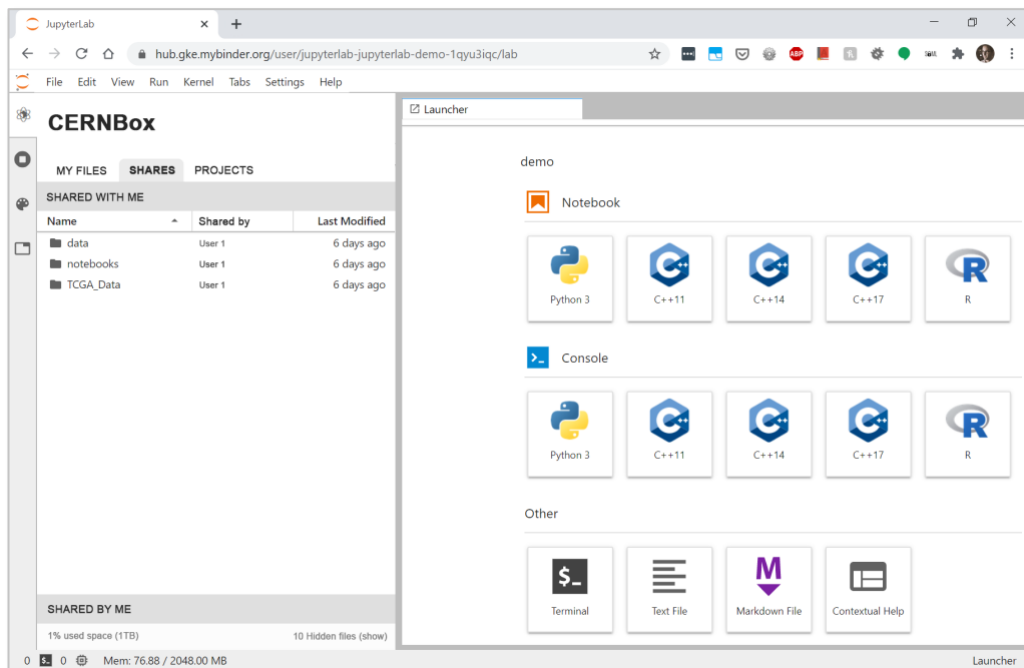 JupyterLab
hub.gke.mybinder.org/user/jupyterlab-jupyterlab-demo-1qyu3iqc/lab
ABP
File Edit View Run Kernel Tabs Settings Help
CERNBox
MY FILES SHARES PROJECTS
SHARED WITH ME
Name Shared by Last Modified
data User 1 6 days ago
notebooks User 1 6 days ago
TCGA_Data User 1 6 days ago
SHARED BY ME
1% used space (1TB) 10 Hidden files (show)
Launcher
demo
Notebook
Python 3 C++11 C++14 C++17 R
Console
Python 3 C++11 C++14 C++17 R
Other
$_ M
Terminal Text File Markdown File Contextual Help
0 $_ 0 Mem: 76.88 / 2048.00 MB Launcher